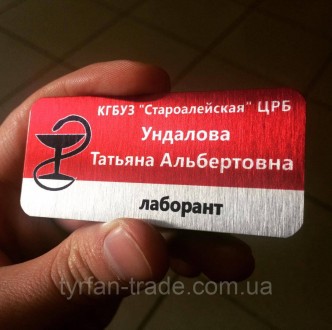 КГБУЗ "Староалейская" ЦРБ
Ундалова
Татьяна Альбертовна
лаборант
tyrfan-trade.com.ua